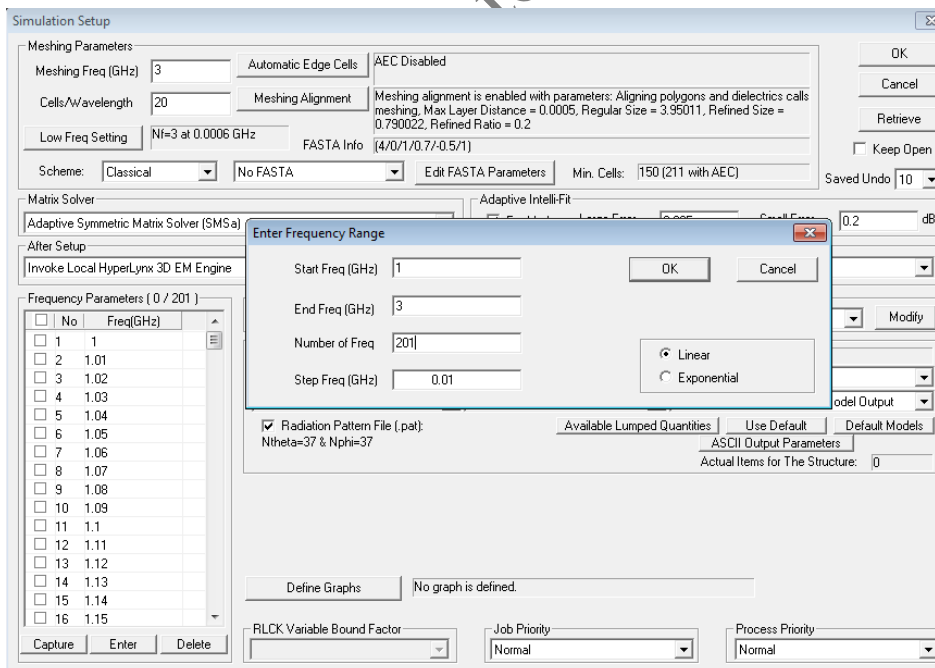 Simulation Setup
Meshing Parameters
Meshing Freq (GHz) 3
Automatic Edge Cells
AEC Disabled
OK
Cells/Wavelength 20
Meshing Alignment
Meshing alignment is enabled with parameters: Aligning polygons and dielectrics calls
meshing, Max Layer Distance = 0.0005, Regular Size = 3.95011, Refined Size =
0.790022, Refined Ratio = 0.2
Cancel
Retrieve
Low Freq Setting
Nf=3 at 0.0006 GHz
FASTA Info
(4/0/1/0.7/-0.5/1)
Keep Open
Scheme: Classical
No FASTA
Edit FASTA Parameters
Min. Cells: 150 (211 with AEC)
Saved Undo 10
Matrix Solver
Adaptive Symmetric Matrix Solver (SMSa)
Adaptive Intelli-Fit
0.2 dB
After Setup
Invoke Local HyperLynx 3D EM Engine
Enter Frequency Range
Start Freq (GHz) 1
OK
Cancel
End Freq (GHz) 3
Number of Freq 201
Step Freq (GHz) 0.01
Linear
Exponential
Modify
odel Output
Frequency Parameters ( 0 / 201 )
No Freq(GHz)
1 1
2 1.01
3 1.02
4 1.03
5 1.04
6 1.05
7 1.06
8 1.07
9 1.08
10 1.09
11 1.1
12 1.11
13 1.12
14 1.13
15 1.14
16 1.15
Capture
Enter
Delete
Radiation Pattern File (.pat):
Ntheta=37 & Nphi=37
Available Lumped Quantities
Use Default
Default Models
ASCII Output Parameters
Actual Items for The Structure: 0
Define Graphs
No graph is defined.
RLCK Variable Bound Factor
Job Priority
Normal
Process Priority
Normal